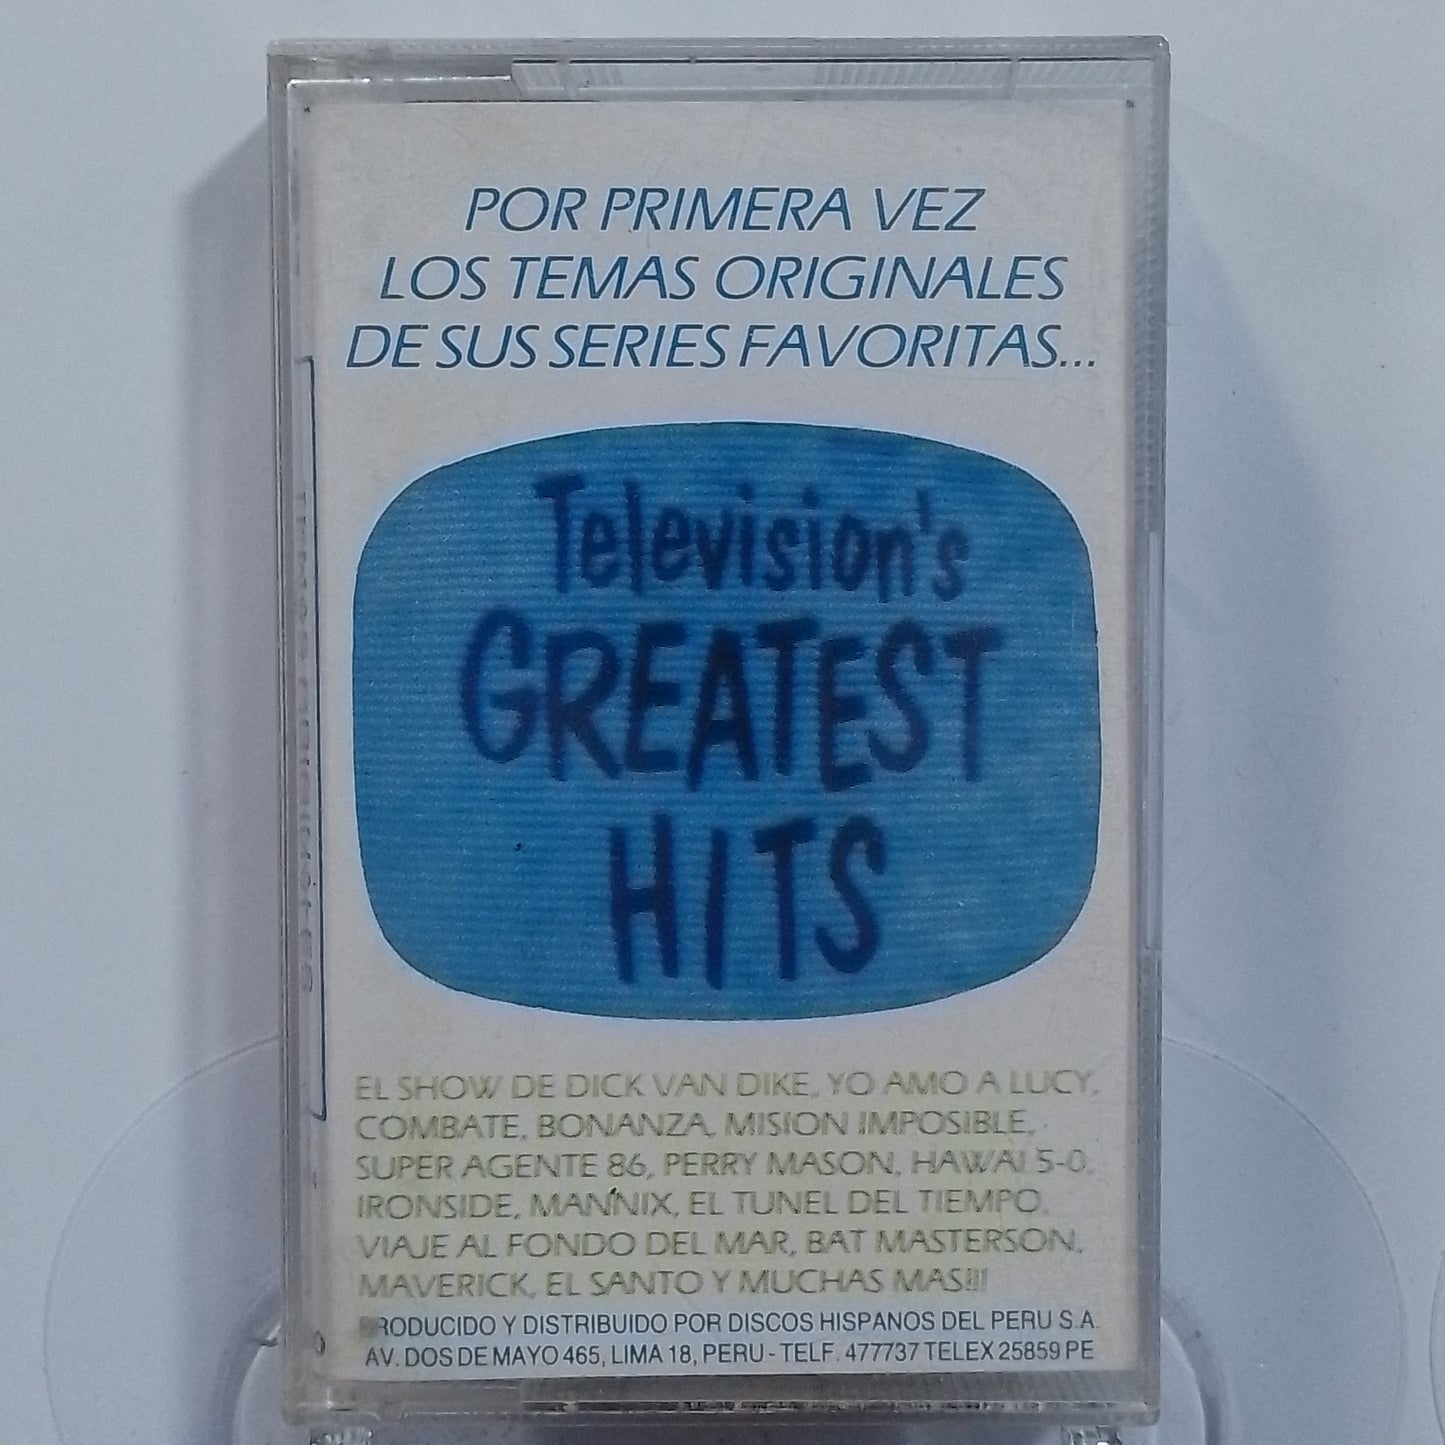 POR PRIMERA VEZ
LOS TEMAS ORIGINALES
DE SUS SERIES FAVORITAS...
Television's
GREATEST
HITS
EL SHOW DE DICK VAN DIKE, YO AMO A LUCY,
COMBATE, BONANZA, MISION IMPOSIBLE,
SUPER AGENTE 86, PERRY MASON, HAWAI 5-0,
IRONSIDE, MANNIX, EL TUNEL DEL TIEMPO,
VIAJE AL FONDO DEL MAR, BAT MASTERSON,
MAVERICK, EL SANTO Y MUCHAS MAS!!!
PRODUCIDO Y DISTRIBUIDO POR DISCOS HISPANOS DEL PERU S.A.
AV. DOS DE MAYO 465, LIMA 18, PERU - TELF. 477737 TELEX 25859 PE